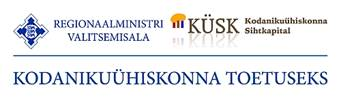 REGIONAALMINISTRI
VALITSEMISALA
KÜSK
Kodanikuühiskonna
Sihtkapital
KODANIKUÜHISKONNA TOETUSEKS